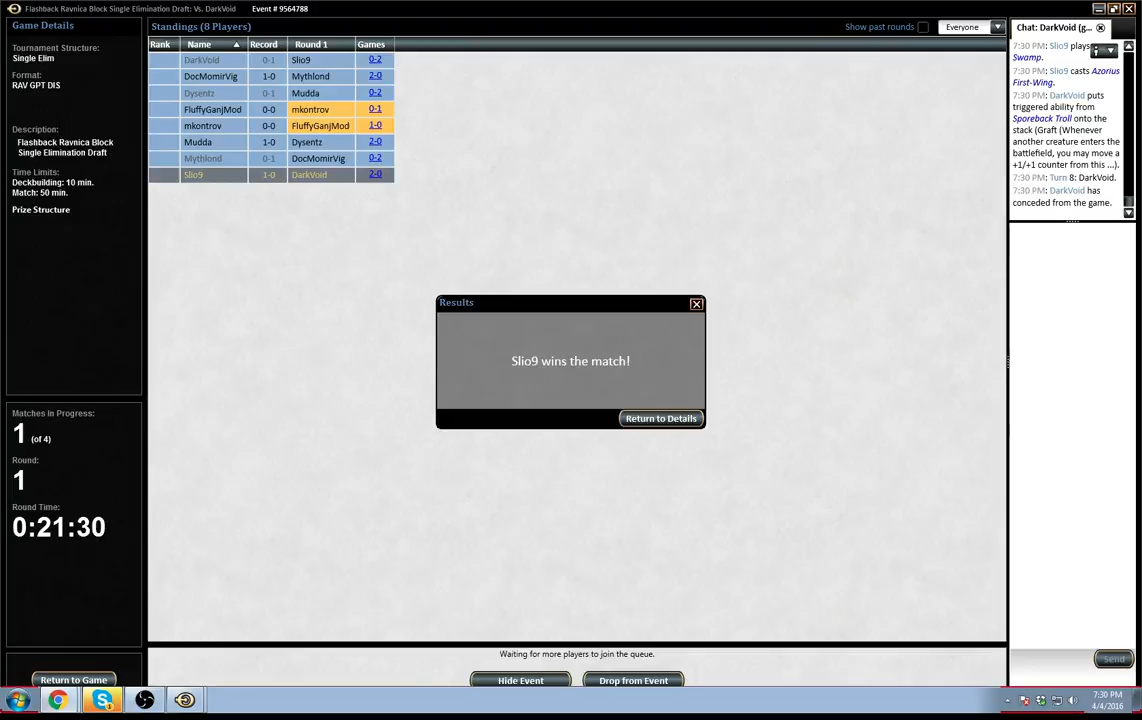 Flashback Ravnica Block Single Elimination Draft: Vs. DarkVoid Event # 9564788
Game Details
Tournament Structure:
Single Elim
Format:
RAV GPT DIS
Description:
Flashback Ravnica Block
Single Elimination Draft
Time Limits:
Deckbuilding: 10 min.
Match: 50 min.
Prize Structure
Matches In Progress:
1 (of 4)
Round:
1
Round Time:
0:21:30
Return to Game
Standings (8 Players)
Show past rounds
Everyone
Rank Name Record Round 1 Games
DarkVoid 0-1 Slio9 0-2
DocMomirVig 1-0 Mythlond 2-0
Dysentz 0-1 Mudda 0-2
FluffyGanjMod 0-0 mkontrov 0-1
mkontrov 0-0 FluffyGanjMod 1-0
Mudda 1-0 Dysentz 2-0
Mythlond 0-1 DocMomirVig 0-2
Slio9 1-0 DarkVoid 2-0
Results
Slio9 wins the match!
Return to Details
Waiting for more players to join the queue.
Hide Event
Drop from Event
Chat: DarkVoid (g...
7:30 PM: Slio9 plays
Swamp.
7:30 PM: Slio9 casts Azorius
First-Wing.
7:30 PM: DarkVoid puts
triggered ability from
Sporeback Troll onto the
stack (Graft (Whenever
another creature enters the
battlefield, you may move a
+1/+1 counter from this ...).
7:30 PM: Turn 8: DarkVoid.
7:30 PM: DarkVoid has
conceded from the game.
Send
7:30 PM
4/4/2016